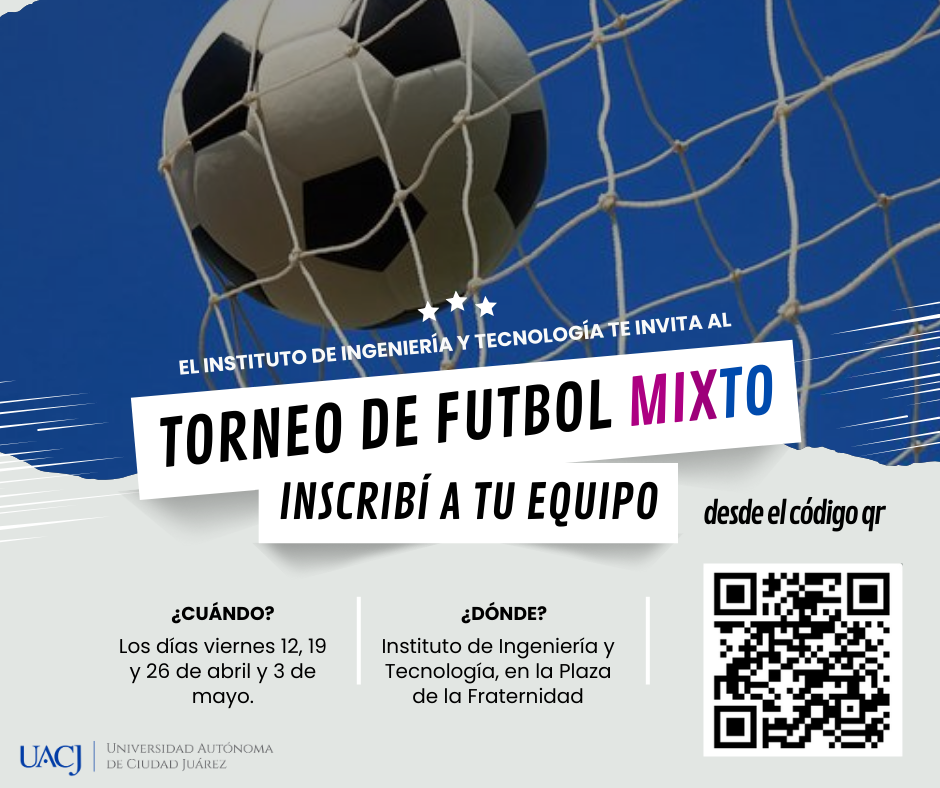 EL INSTITUTO DE INGENIERÍA Y TECNOLOGÍA TE INVITA AL
TORNEO DE FUTBOL MIXTO
INSCRIBÍ A TU EQUIPO
desde el código qr
¿CUÁNDO?
Los días viernes 12, 19
y 26 de abril y 3 de
mayo.
¿DÓNDE?
Instituto de Ingeniería y
Tecnología, en la Plaza
de la Fraternidad
UACJ
UNIVERSIDAD AUTÓNOMA
DE CIUDAD JUÁREZ